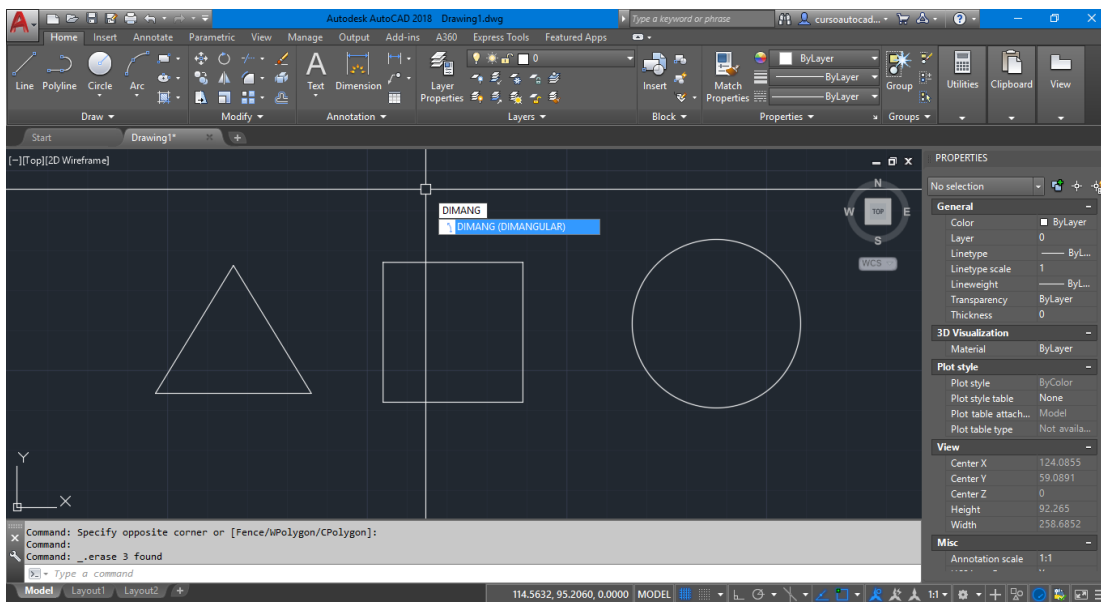 Autodesk AutoCAD 2018 Drawing1.dwg
Type a keyword or phrase
cursoautocad...
Home Insert Annotate Parametric View Manage Output Add-ins A360 Express Tools Featured Apps
0
ByLayer
ByLayer
ByLayer
Line Polyline Circle Arc
Text Dimension
Layer Properties
Insert
Match Properties
Group
Utilities
Clipboard
View
Draw
Modify
Annotation
Layers
Block
Properties
Groups
Start
Drawing1*
[−][Top][2D Wireframe]
N
W
TOP
E
S
WCS
DIMANG
DIMANG (DIMANGULAR)
Y
X
PROPERTIES
No selection
General
Color ByLayer
Layer 0
Linetype ByL...
Linetype scale 1
Lineweight ByL...
Transparency ByLayer
Thickness 0
3D Visualization
Material ByLayer
Plot style
Plot style ByColor
Plot style table None
Plot table attach... Model
Plot table type Not availa...
View
Center X 124.0855
Center Y 59.0891
Center Z 0
Height 92.265
Width 258.6852
Misc
Annotation scale 1:1
Command: Specify opposite corner or [Fence/WPolygon/CPolygon]:
Command:
Command: _.erase 3 found
Type a command
Model Layout1 Layout2 +
114.5632, 95.2060, 0.0000 MODEL
1:1